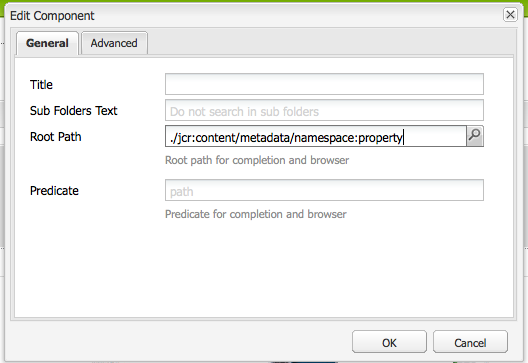 Edit Component
General
Advanced
Title
Sub Folders Text
Do not search in sub folders
Root Path
./jcr:content/metadata/namespace:property
Root path for completion and browser
Predicate
path
Predicate for completion and browser
OK
Cancel